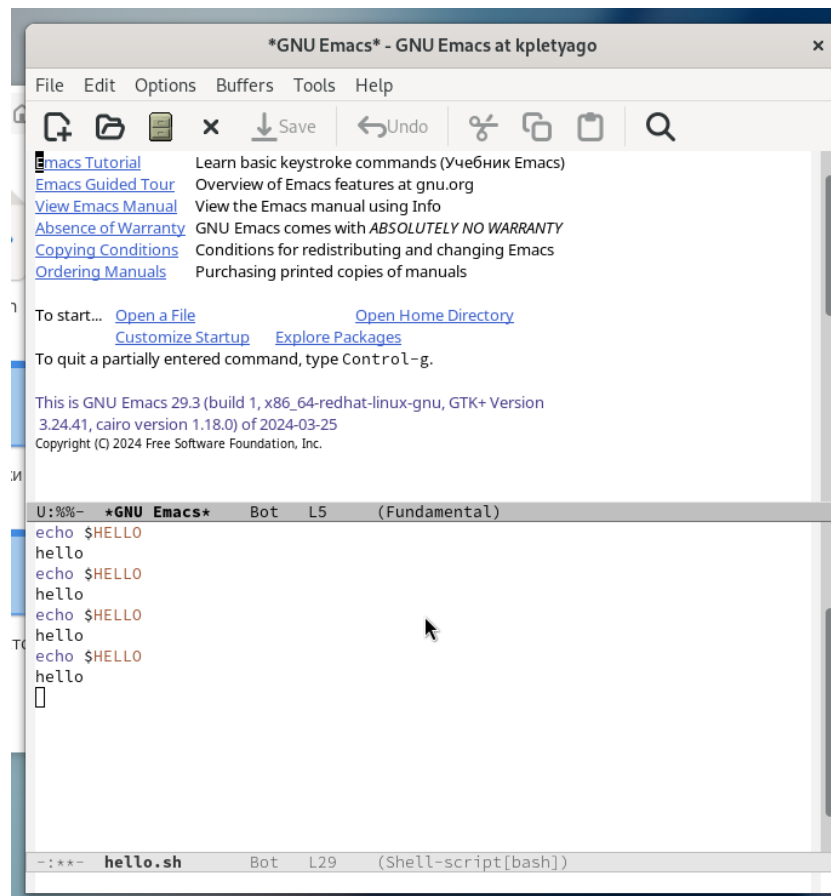 *GNU Emacs* - GNU Emacs at kpletyago ×
File Edit Options Buffers Tools Help
Save Undo
Emacs Tutorial Learn basic keystroke commands (Учебник Emacs)
Emacs Guided Tour Overview of Emacs features at gnu.org
View Emacs Manual View the Emacs manual using Info
Absence of Warranty GNU Emacs comes with ABSOLUTELY NO WARRANTY
Copying Conditions Conditions for redistributing and changing Emacs
Ordering Manuals Purchasing printed copies of manuals
To start... Open a File Open Home Directory
Customize Startup Explore Packages
To quit a partially entered command, type Control-g.
This is GNU Emacs 29.3 (build 1, x86_64-redhat-linux-gnu, GTK+ Version
3.24.41, cairo version 1.18.0) of 2024-03-25
Copyright (C) 2024 Free Software Foundation, Inc.
U:%%- *GNU Emacs* Bot L5 (Fundamental)
echo $HELLO
hello
echo $HELLO
hello
echo $HELLO
hello
echo $HELLO
hello
-:**- hello.sh Bot L29 (Shell-script[bash])